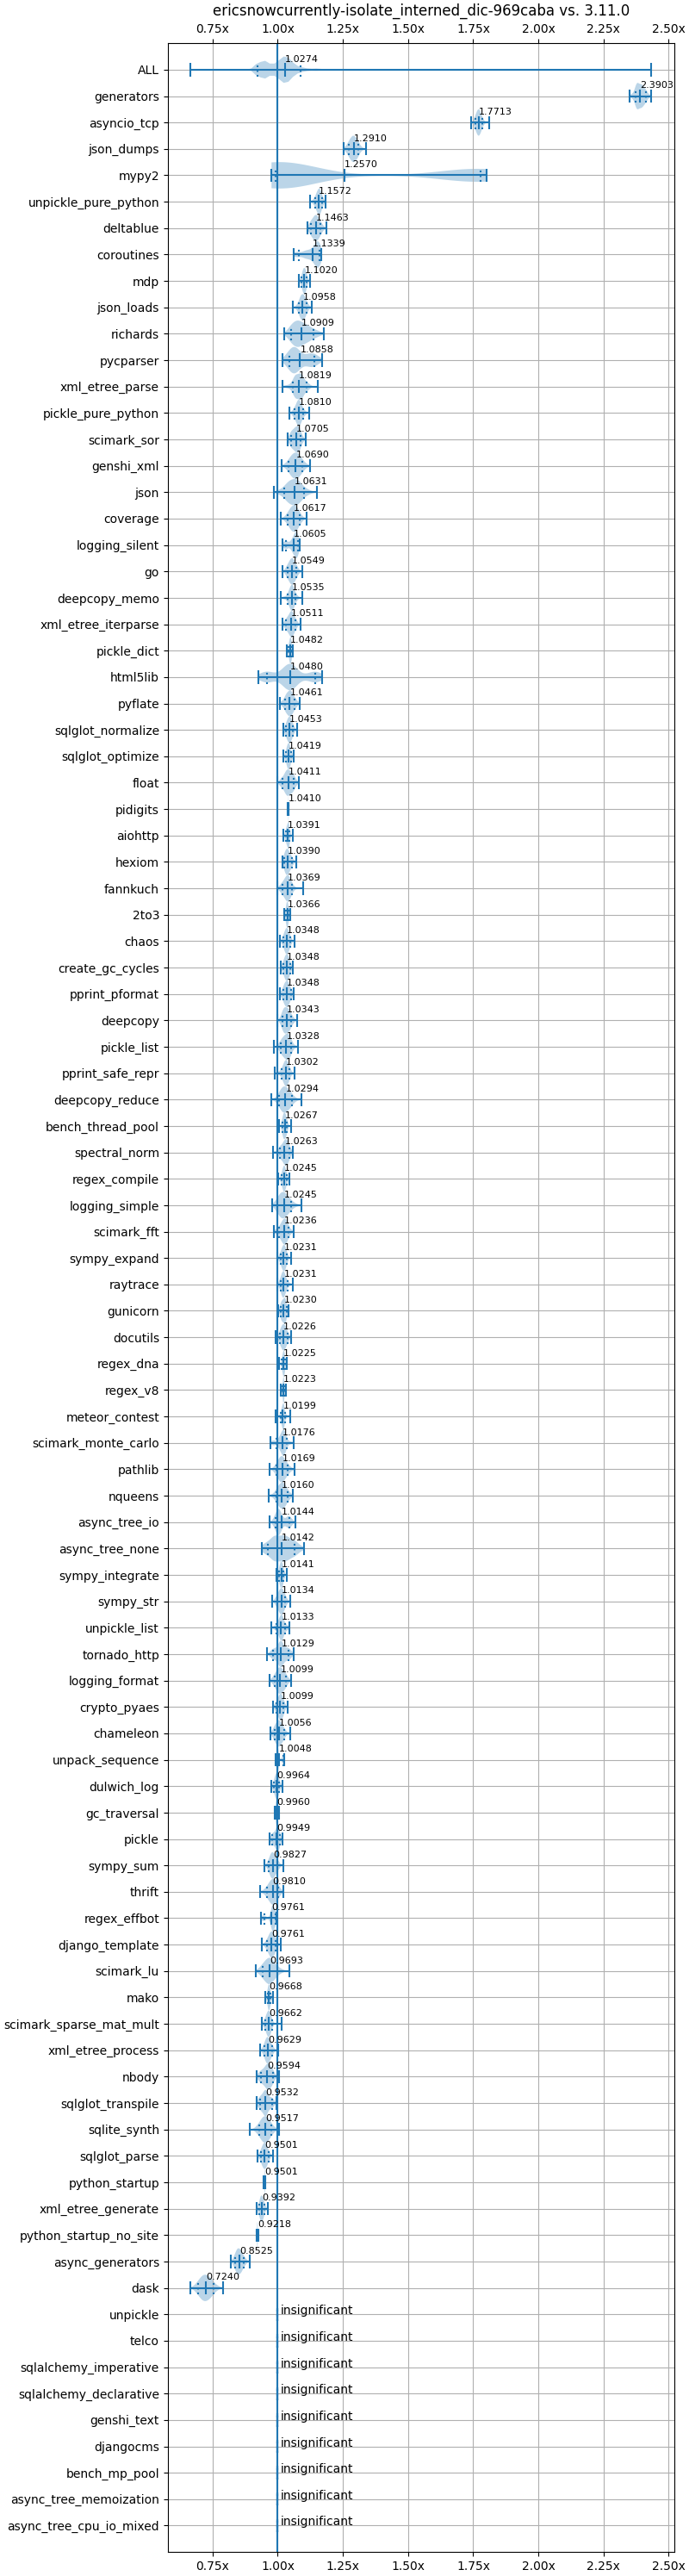 ericsnowcurrently-isolate_interned_dic-969caba vs. 3.11.0
0.75x 1.00x 1.25x 1.50x 1.75x 2.00x 2.25x 2.50x
ALL 1.0274
generators 2.3903
asyncio_tcp 1.7713
json_dumps 1.2910
mypy2 1.2570
unpickle_pure_python 1.1572
deltablue 1.1463
coroutines 1.1339
mdp 1.1020
json_loads 1.0958
richards 1.0909
pycparser 1.0858
xml_etree_parse 1.0819
pickle_pure_python 1.0810
scimark_sor 1.0705
genshi_xml 1.0690
json 1.0631
coverage 1.0617
logging_silent 1.0605
go 1.0549
deepcopy_memo 1.0535
xml_etree_iterparse 1.0511
pickle_dict 1.0482
html5lib 1.0480
pyflate 1.0461
sqlglot_normalize 1.0453
sqlglot_optimize 1.0419
float 1.0411
pidigits 1.0410
aiohttp 1.0391
hexiom 1.0390
fannkuch 1.0369
2to3 1.0366
chaos 1.0348
create_gc_cycles 1.0348
pprint_pformat 1.0348
deepcopy 1.0343
pickle_list 1.0328
pprint_safe_repr 1.0302
deepcopy_reduce 1.0294
bench_thread_pool 1.0267
spectral_norm 1.0263
regex_compile 1.0245
logging_simple 1.0245
scimark_fft 1.0236
sympy_expand 1.0231
raytrace 1.0231
gunicorn 1.0230
docutils 1.0226
regex_dna 1.0225
regex_v8 1.0223
meteor_contest 1.0199
scimark_monte_carlo 1.0176
pathlib 1.0169
nqueens 1.0160
async_tree_io 1.0144
async_tree_none 1.0142
sympy_integrate 1.0141
sympy_str 1.0134
unpickle_list 1.0133
tornado_http 1.0129
logging_format 1.0099
crypto_pyaes 1.0099
chameleon 1.0056
unpack_sequence 1.0048
dulwich_log 0.9964
gc_traversal 0.9960
pickle 0.9949
sympy_sum 0.9827
thrift 0.9810
regex_effbot 0.9761
django_template 0.9761
scimark_lu 0.9693
mako 0.9668
scimark_sparse_mat_mult 0.9662
xml_etree_process 0.9629
nbody 0.9594
sqlglot_transpile 0.9532
sqlite_synth 0.9517
sqlglot_parse 0.9501
python_startup 0.9501
xml_etree_generate 0.9392
python_startup_no_site 0.9218
async_generators 0.8525
dask 0.7240
unpickle insignificant
telco insignificant
sqlalchemy_imperative insignificant
sqlalchemy_declarative insignificant
genshi_text insignificant
djangocms insignificant
bench_mp_pool insignificant
async_tree_memoization insignificant
async_tree_cpu_io_mixed insignificant
0.75x 1.00x 1.25x 1.50x 1.75x 2.00x 2.25x 2.50x